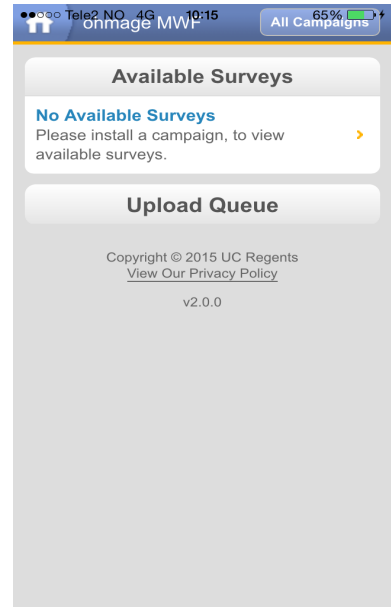 Tele2 NO 4G 10:15 65%
onmage MWF All Campaigns
Available Surveys
No Available Surveys
Please install a campaign, to view
available surveys.
Upload Queue
Copyright © 2015 UC Regents
View Our Privacy Policy
v2.0.0